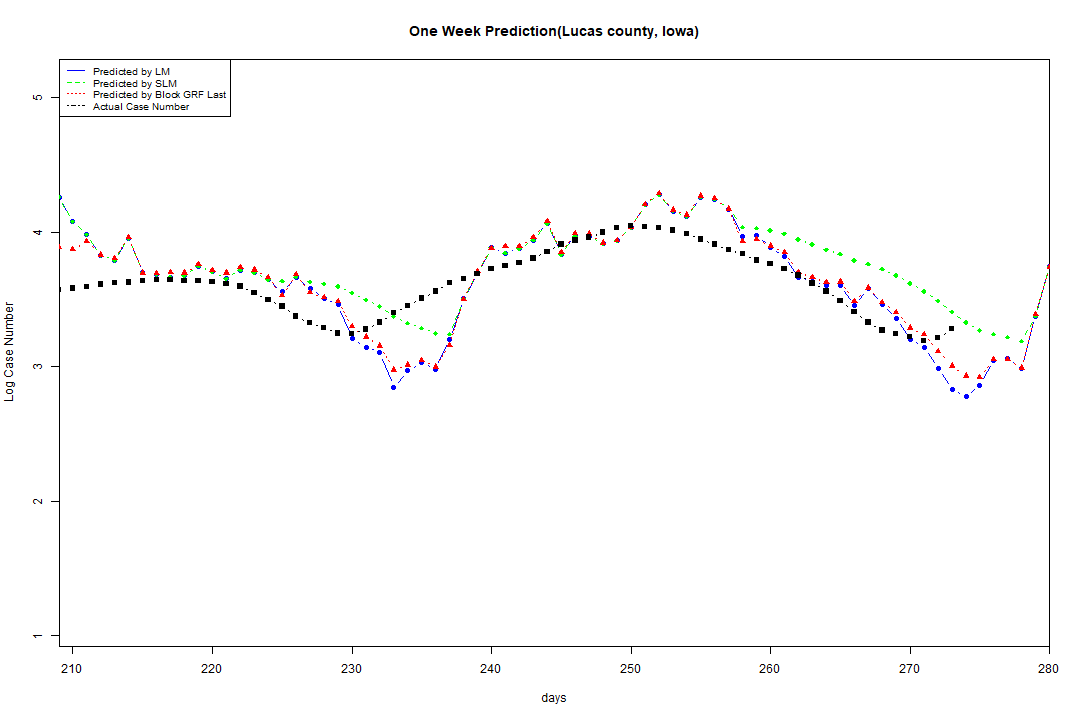 One Week Prediction(Lucas county, Iowa)
Predicted by LM
Predicted by SLM
Predicted by Block GRF Last
Actual Case Number
5
4
3
2
1
Log Case Number
210 220 230 240 250 260 270 280
days